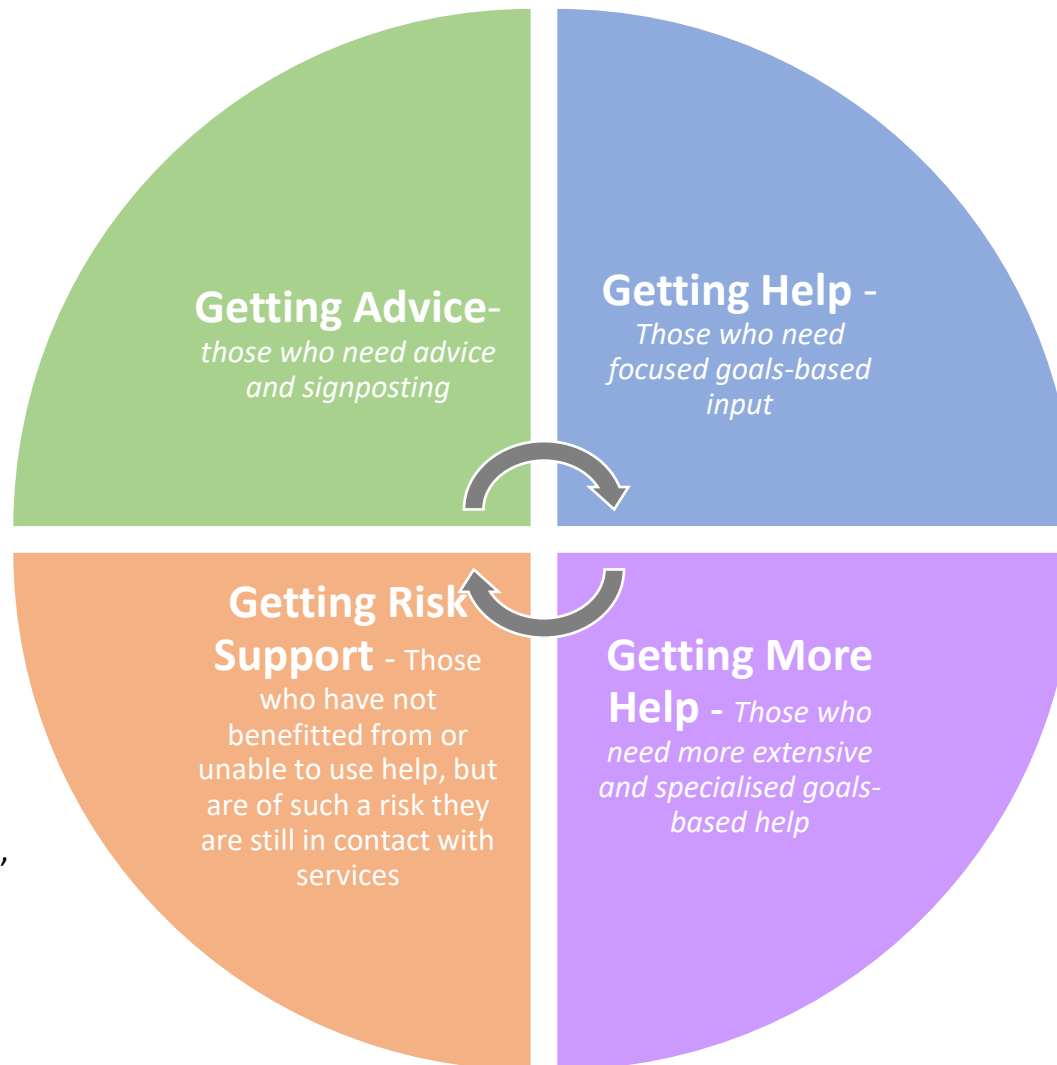 Getting Advice-
those who need advice
and signposting
Getting Help -
Those who need
focused goals-based
input
Getting Risk
Support - Those
who have not
benefitted from or
unable to use help, but
are of such a risk they
are still in contact with
services
Getting More
Help - Those who
need more extensive
and specialised goals-
based help
,